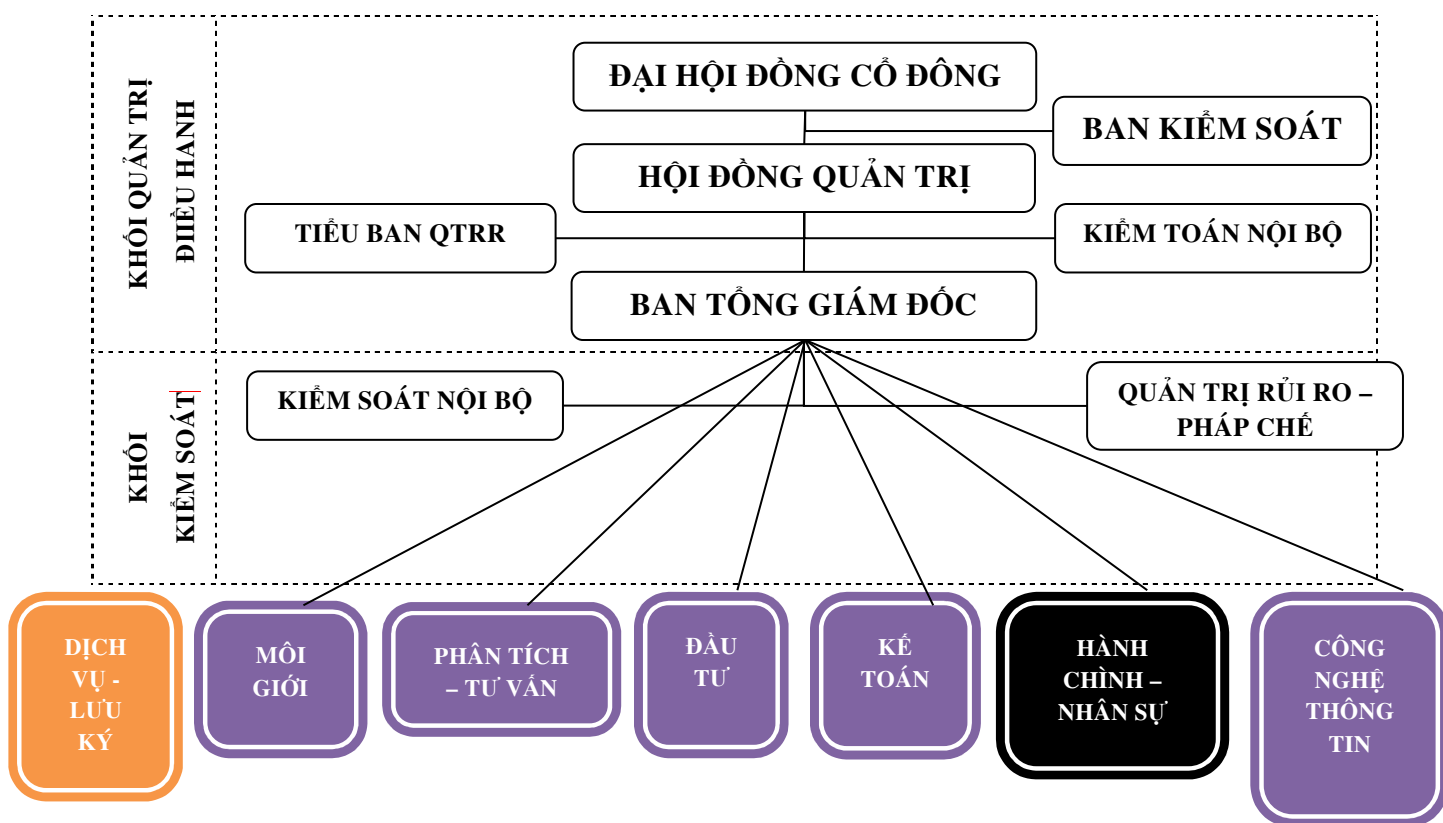 KHỐI QUẢN TRỊ
ĐIIỀU HANH
ĐẠI HỘI ĐỒNG CỔ ĐÔNG
BAN KIỂM SOÁT
HỘI ĐỒNG QUẢN TRỊ
TIỂU BAN QTRR
KIỂM TOÁN NỘI BỘ
BAN TỔNG GIÁM ĐỐC
KHỐI
KIỂM SOÁT
KIỂM SOÁT NỘI BỘ
QUẢN TRỊ RỦI RO –
PHÁP CHẾ
DỊCH
VỤ -
LƯU
KÝ
MÔI
GIỚI
PHÂN TÍCH
– TƯ VẤN
ĐẦU
TƯ
KẾ
TOÁN
HÀNH
CHÌNH –
NHÂN SỰ
CÔNG
NGHỆ
THÔNG
TIN